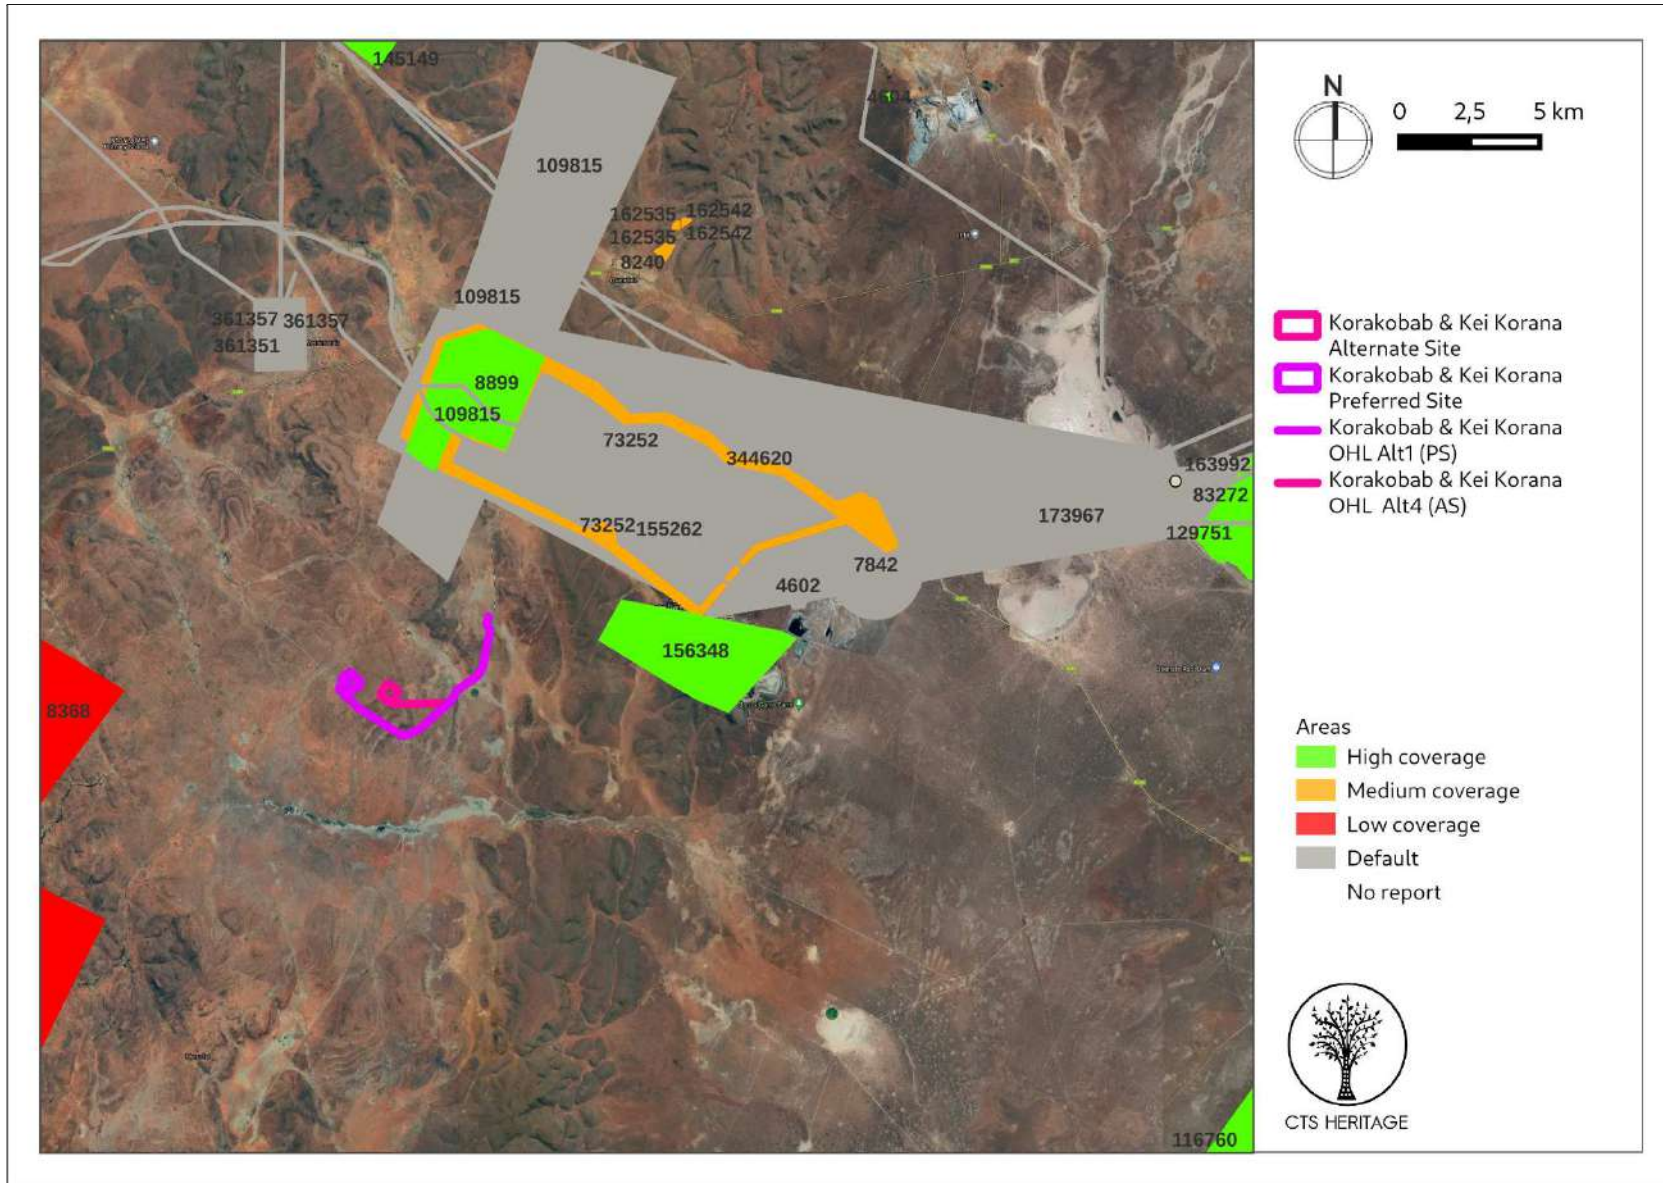 145149
4604
109815
162535 162542
162535 162542
8240
109815
361357 361357
361351
8899
109815
73252
344620
163992
83272
173967
129751
73252 155262
7842
4602
156348
8368
116760
N
0 2,5 5 km
Korakobab & Kei Korana
Alternate Site
Korakobab & Kei Korana
Preferred Site
Korakobab & Kei Korana
OHL Alt1 (PS)
Korakobab & Kei Korana
OHL Alt4 (AS)
Areas
High coverage
Medium coverage
Low coverage
Default
No report
CTS HERITAGE